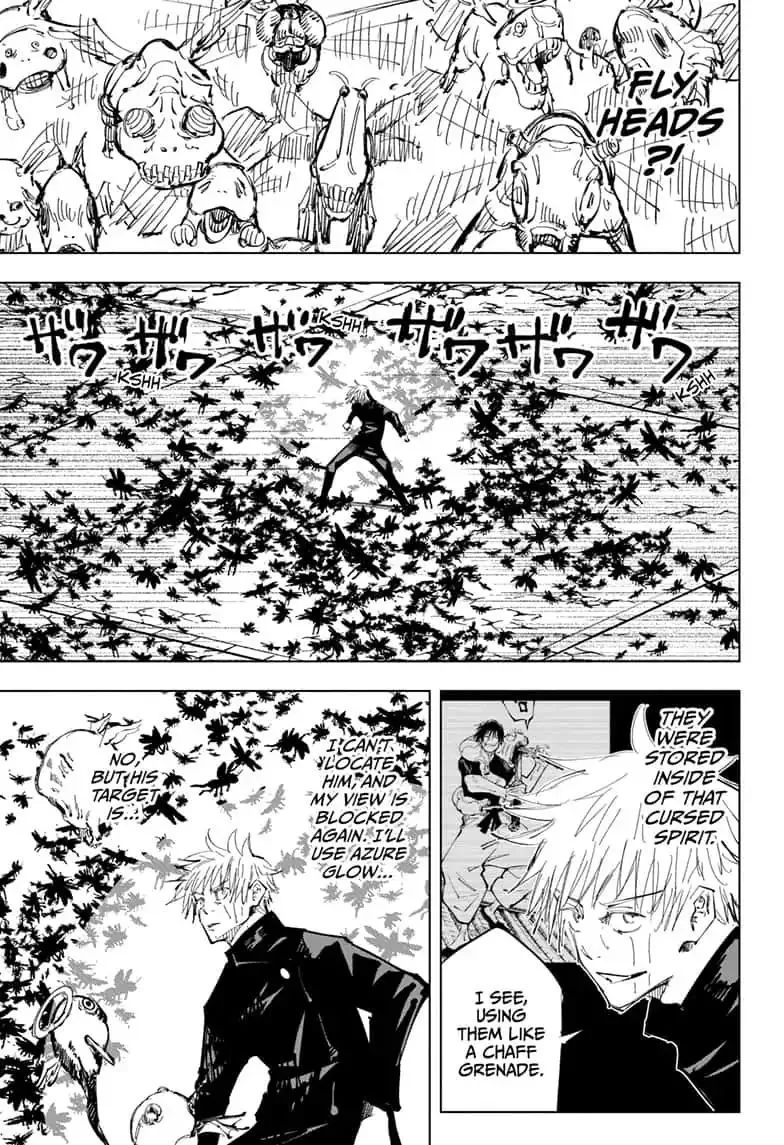 FLY
HEADS
?!
ザワ
ザワ
ザワ
ザワ
ザワ
ザワ
KSHH
KSHH
KSHH
THEY
WERE
STORED
INSIDE
OF THAT
CURSED
SPIRIT.
I SEE,
USING
THEM LIKE
A CHAFF
GRENADE.
I CAN'T
LOCATE
HIM, AND
MY VIEW IS
BLOCKED
AGAIN. I'LL
USE AZURE
GLOW...
NO,
BUT HIS
TARGET
IS...